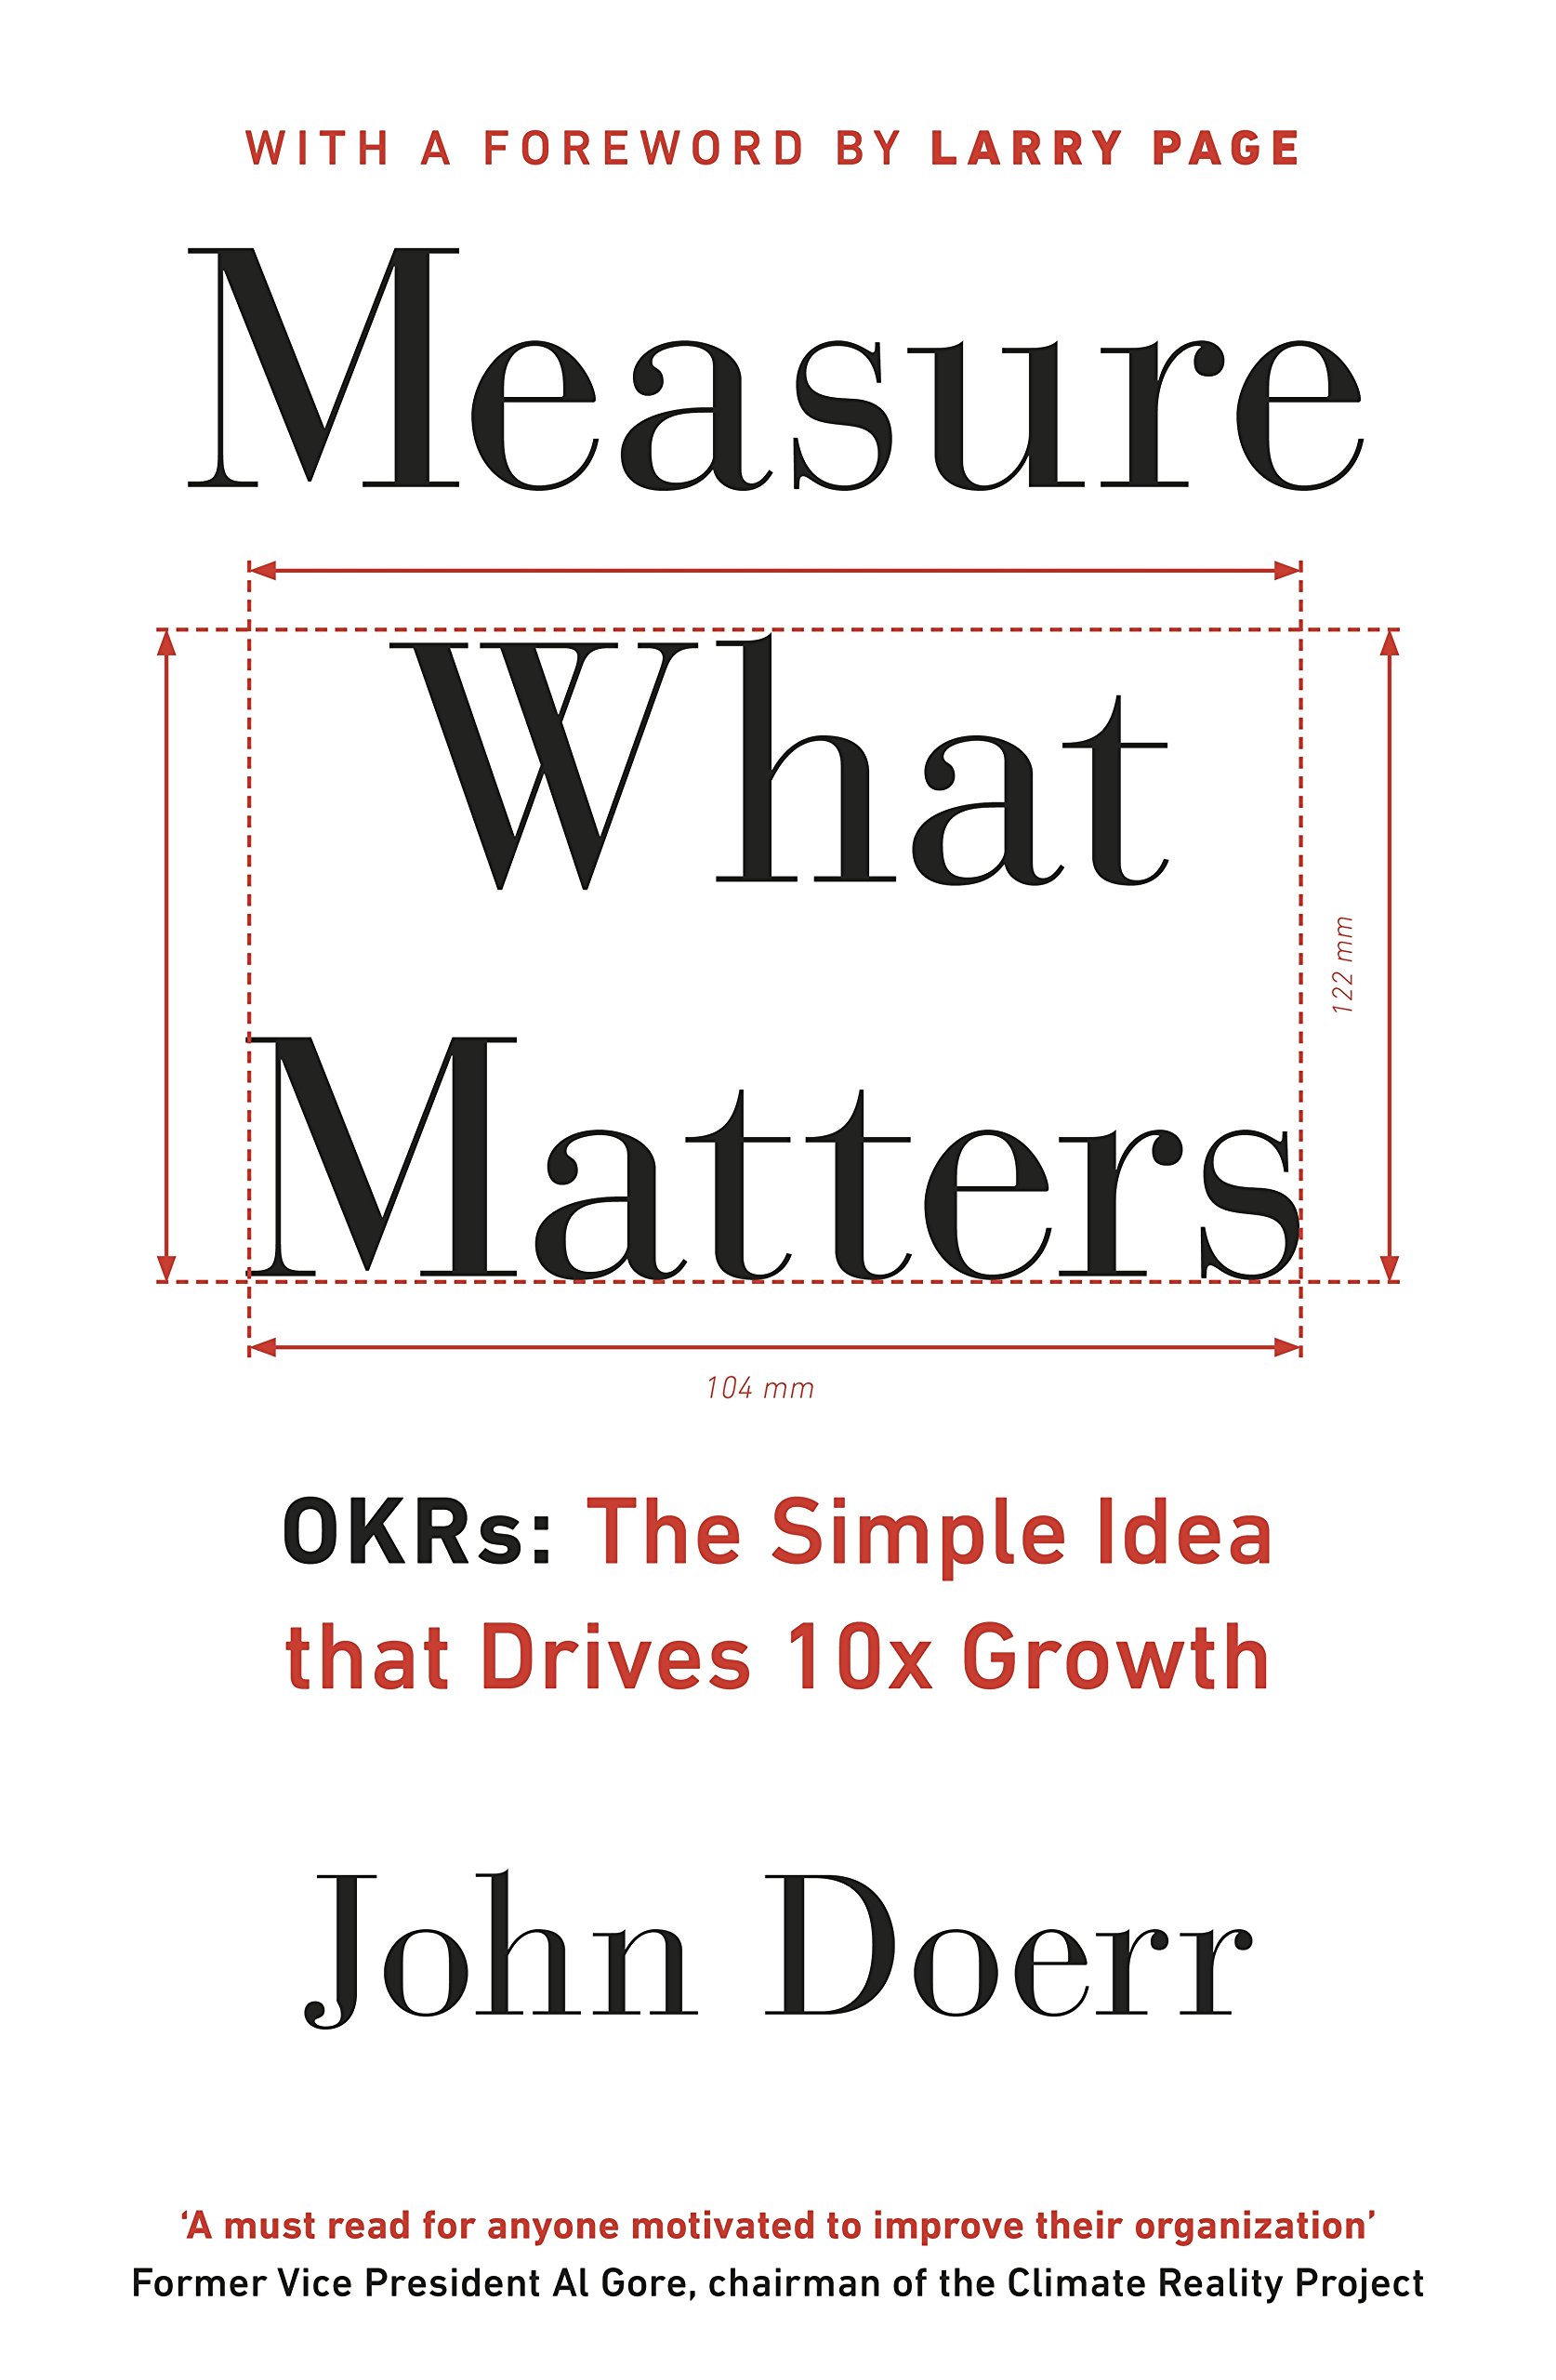 WITH A FOREWORD BY LARRY PAGE
Measure
What
122 mm
Matters
104 mm
OKRs: The Simple Idea
that Drives 10x Growth
John Doerr
‘A must read for anyone motivated to improve their organization’
Former Vice President Al Gore, chairman of the Climate Reality Project